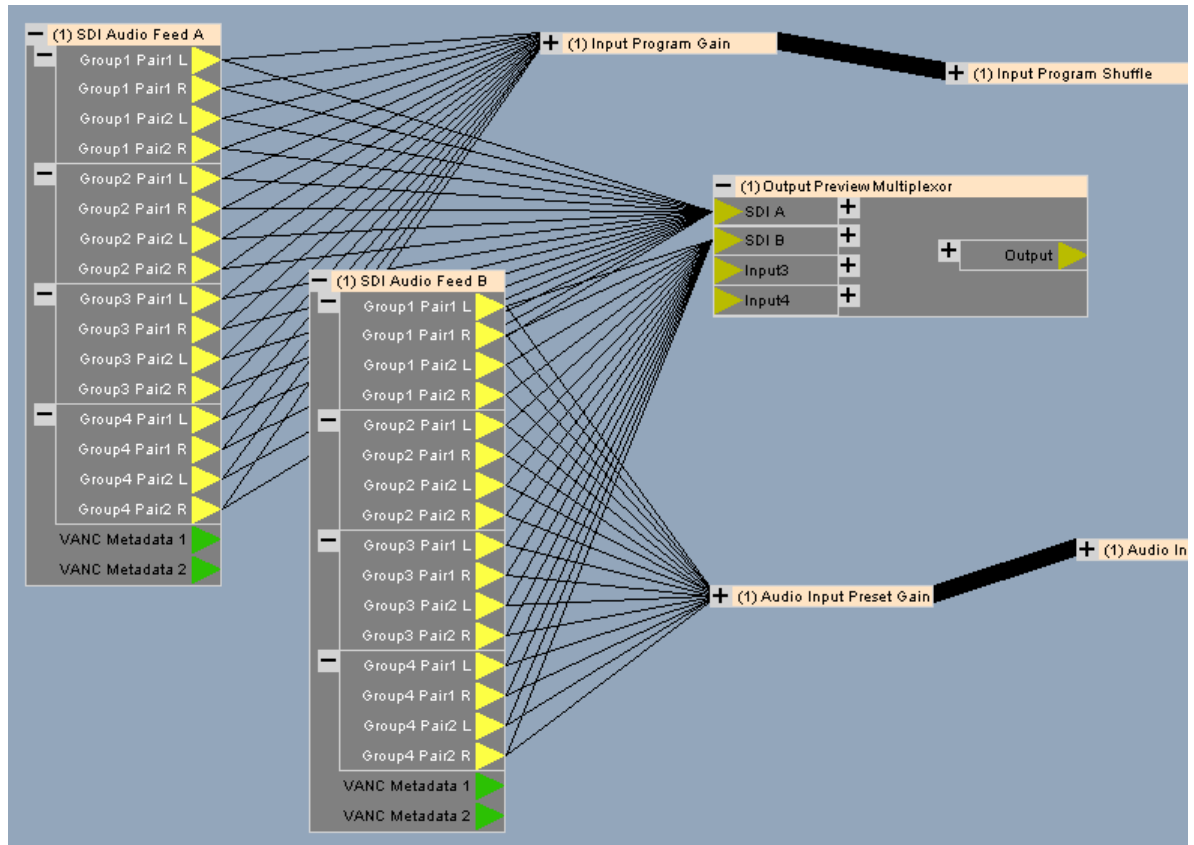 (1) SDI Audio Feed A
Group1 Pair1 L
Group1 Pair1 R
Group1 Pair2 L
Group1 Pair2 R
Group2 Pair1 L
Group2 Pair1 R
Group2 Pair2 L
Group2 Pair2 R
Group3 Pair1 L
Group3 Pair1 R
Group3 Pair2 L
Group3 Pair2 R
Group4 Pair1 L
Group4 Pair1 R
Group4 Pair2 L
Group4 Pair2 R
VANC Metadata 1
VANC Metadata 2
(1) SDI Audio Feed B
Group1 Pair1 L
Group1 Pair1 R
Group1 Pair2 L
Group1 Pair2 R
Group2 Pair1 L
Group2 Pair1 R
Group2 Pair2 L
Group2 Pair2 R
Group3 Pair1 L
Group3 Pair1 R
Group3 Pair2 L
Group3 Pair2 R
Group4 Pair1 L
Group4 Pair1 R
Group4 Pair2 L
Group4 Pair2 R
VANC Metadata 1
VANC Metadata 2
(1) Input Program Gain
(1) Input Program Shuffle
(1) Output Preview Multiplexor
SDI A
SDI B
Input3
Input4
Output
(1) Audio Input Preset Gain
(1) Audio In